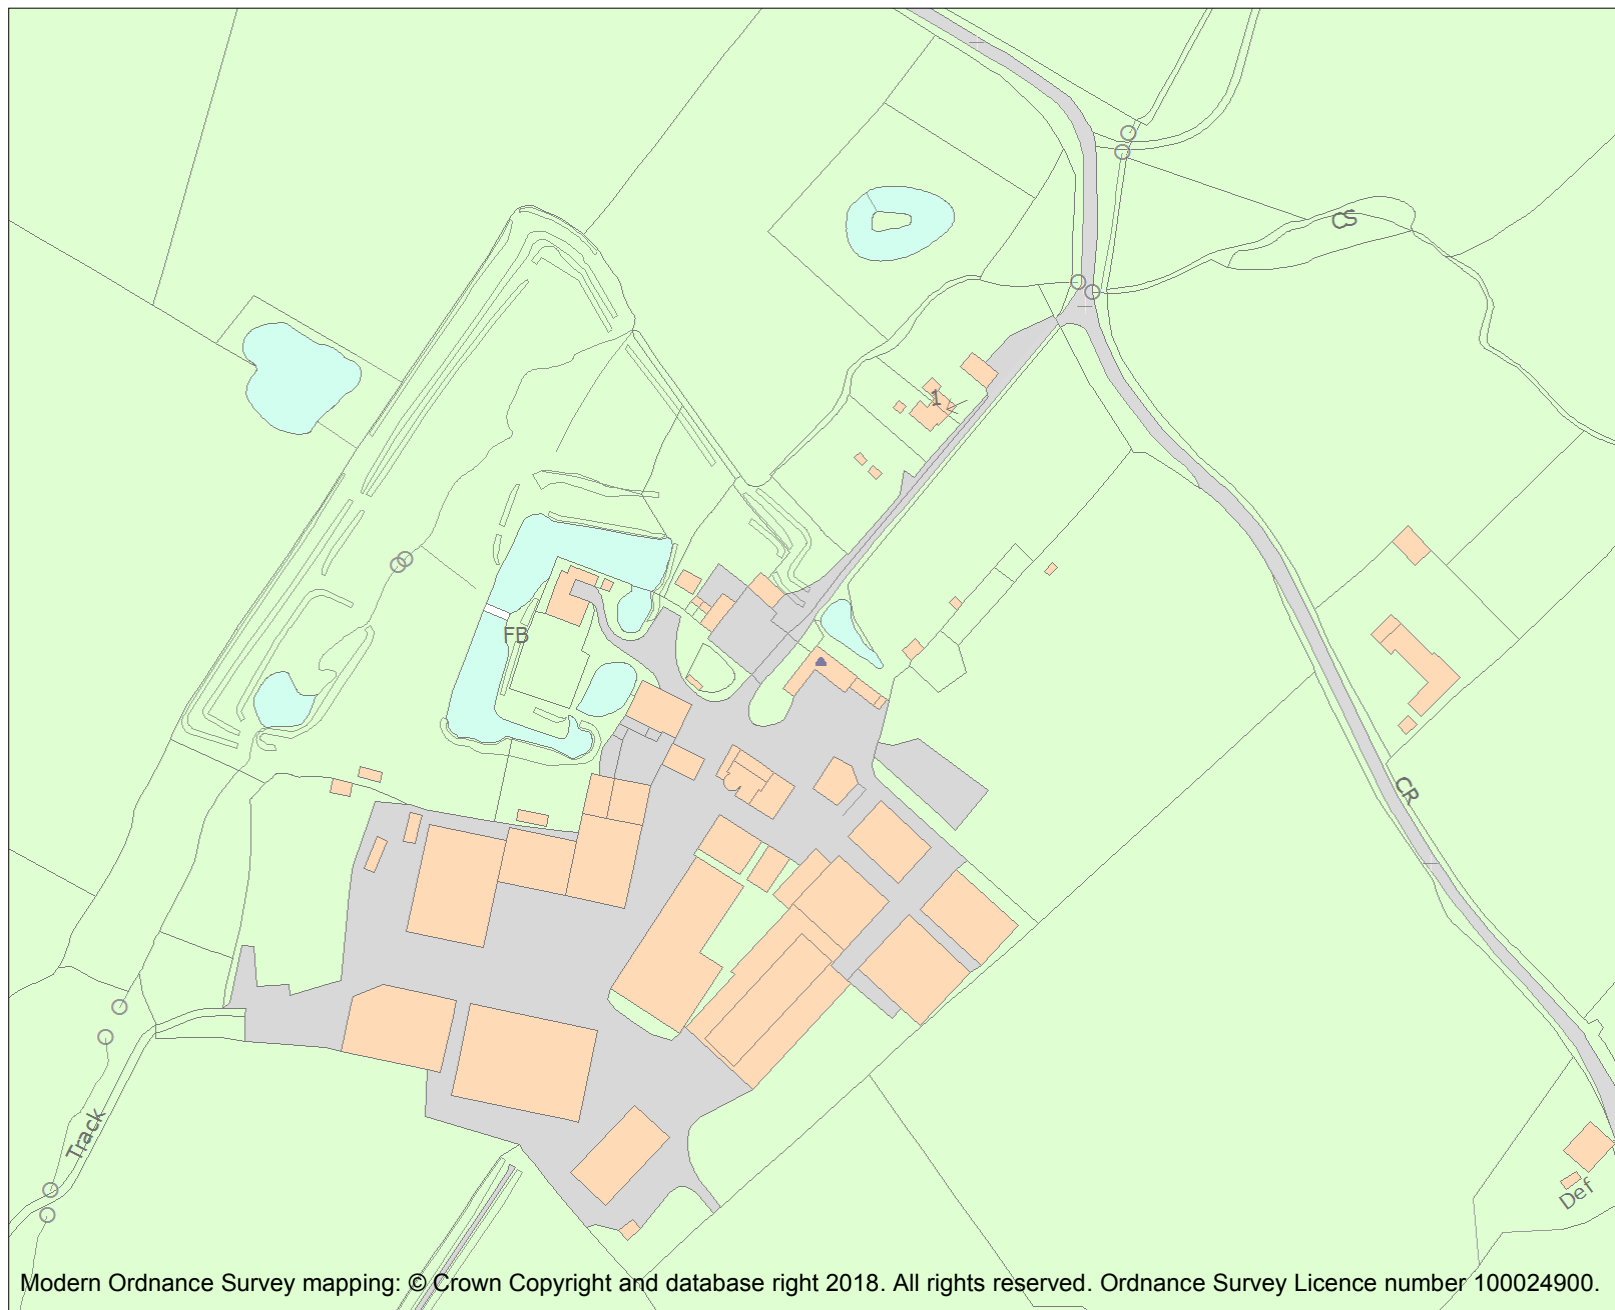 CS
1
2
FB
CR
Track
Def
Modern Ordnance Survey mapping: © Crown Copyright and database right 2018. All rights reserved. Ordnance Survey Licence number 100024900.